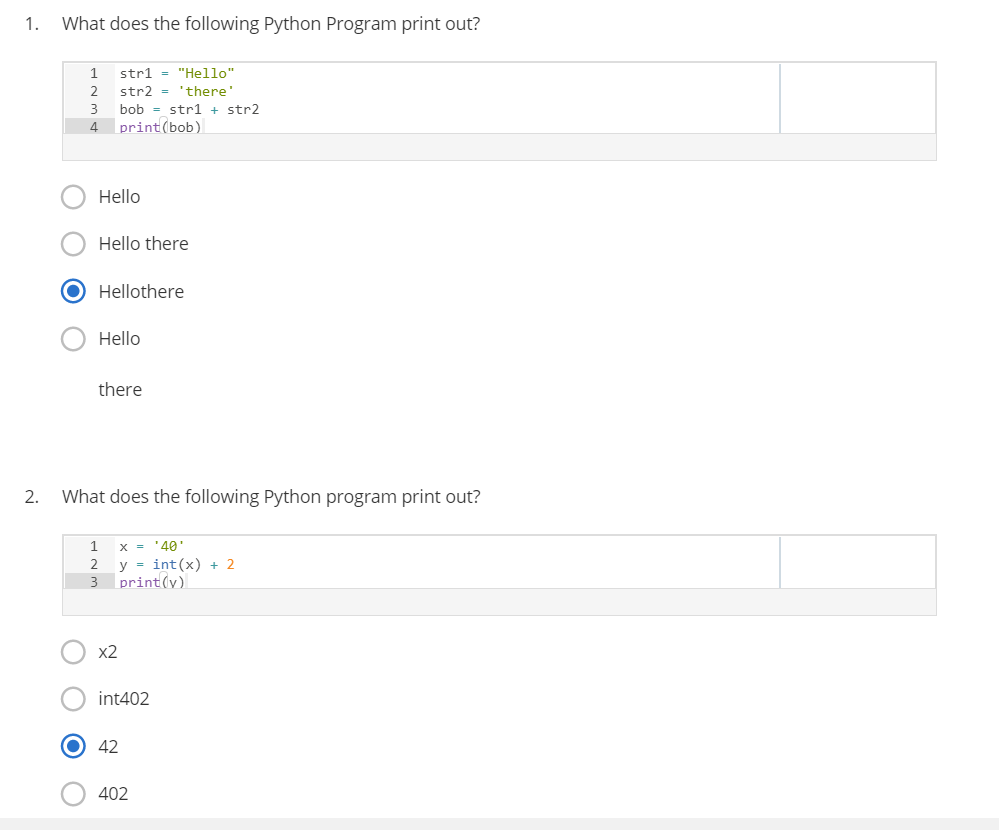 1. What does the following Python Program print out?
1 str1 = "Hello"
2 str2 = 'there'
3 bob = str1 + str2
4 print(bob)
Hello
Hello there
Hellothere
Hello
there
2. What does the following Python program print out?
1 x = '40'
2 y = int(x) + 2
3 print(y)
x2
int402
42
402